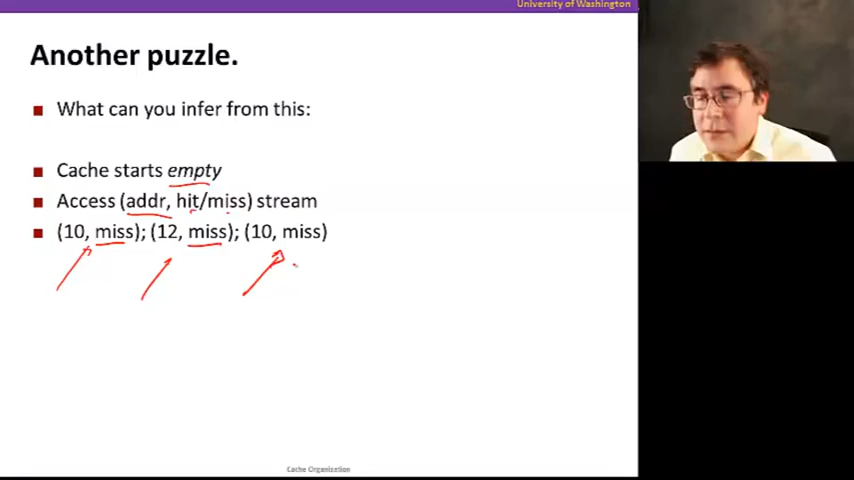 University of Washington
Another puzzle.
What can you infer from this:
Cache starts empty
Access (addr, hit/miss) stream
(10, miss); (12, miss); (10, miss)
Cache Organization